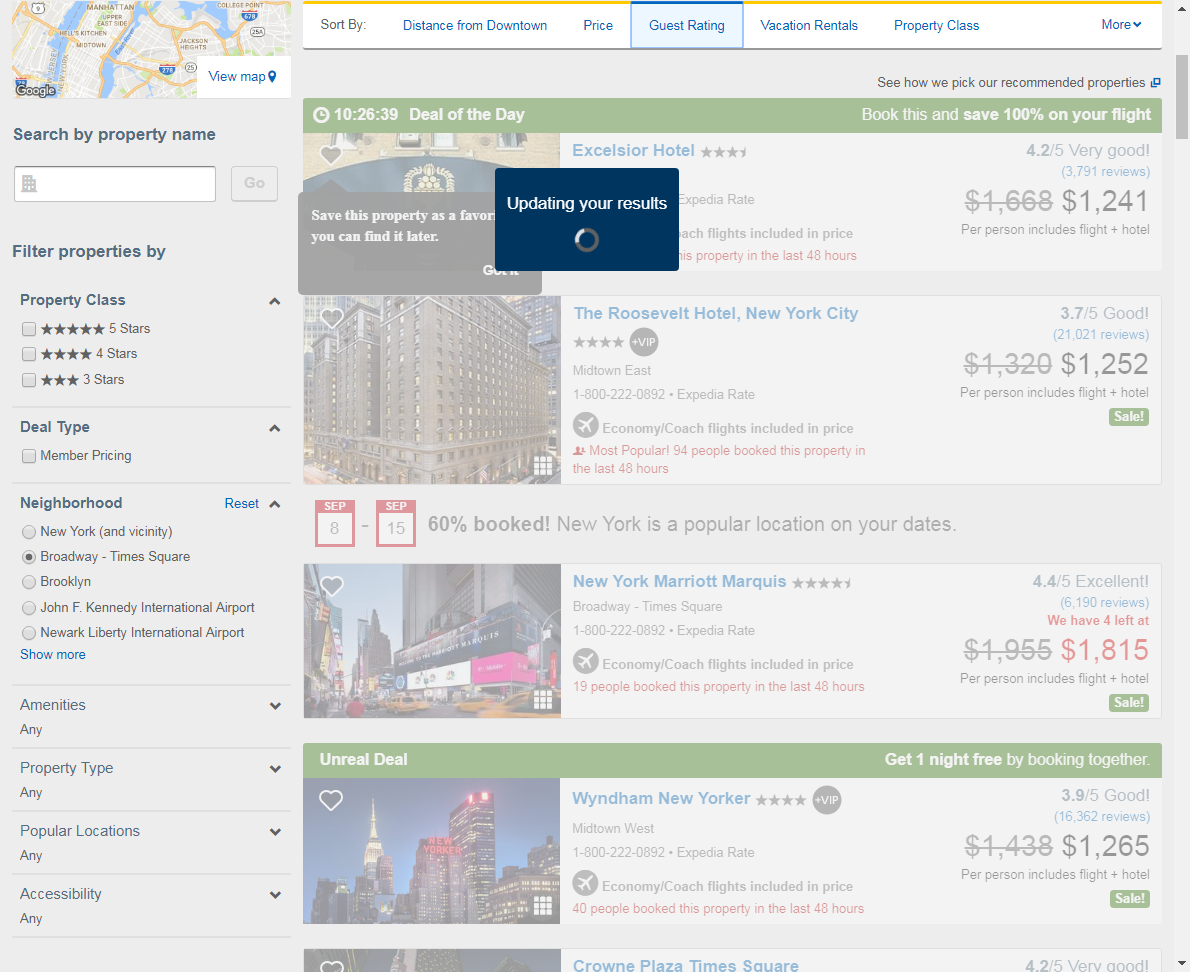 9
MANHATTAN
UPPER
EAST SIDE
COLLEGE POINT
678
25A
HELL'S KITCHEN
MIDTOWN
JACKSON
HEIGHTS
278
25
View map
Google
Search by property name
Go
Filter properties by
Property Class
5 Stars
4 Stars
3 Stars
Deal Type
Member Pricing
Neighborhood Reset
New York (and vicinity)
Broadway - Times Square
Brooklyn
John F. Kennedy International Airport
Newark Liberty International Airport
Show more
Amenities
Any
Property Type
Any
Popular Locations
Any
Accessibility
Any
Sort By: Distance from Downtown Price Guest Rating Vacation Rentals Property Class More
See how we pick our recommended properties
10:26:39 Deal of the Day Book this and save 100% on your flight
Excelsior Hotel 4.2/5 Very good!
(3,791 reviews)
Expedia Rate $1,668 $1,241
Per person includes flight + hotel
flights included in price
this property in the last 48 hours
Save this property as a
you can find it later.
Got it
Updating your results
The Roosevelt Hotel, New York City 3.7/5 Good!
+VIP (21,021 reviews)
Midtown East $1,320 $1,252
1-800-222-0892 • Expedia Rate Per person includes flight + hotel
Sale!
Economy/Coach flights included in price
Most Popular! 94 people booked this property in
the last 48 hours
SEP 8 - SEP 15 60% booked! New York is a popular location on your dates.
New York Marriott Marquis 4.4/5 Excellent!
Broadway - Times Square (6,190 reviews)
We have 4 left at
1-800-222-0892 • Expedia Rate $1,955 $1,815
Economy/Coach flights included in price Per person includes flight + hotel
19 people booked this property in the last 48 hours Sale!
MARRIOTT MARQUIS
Unreal Deal Get 1 night free by booking together.
Wyndham New Yorker +VIP 3.9/5 Good!
(16,362 reviews)
Midtown West $1,438 $1,265
1-800-222-0892 • Expedia Rate Per person includes flight + hotel
Economy/Coach flights included in price Sale!
40 people booked this property in the last 48 hours
NEW
YORKER
Crowne Plaza Times Square 4.2/5 Very good!